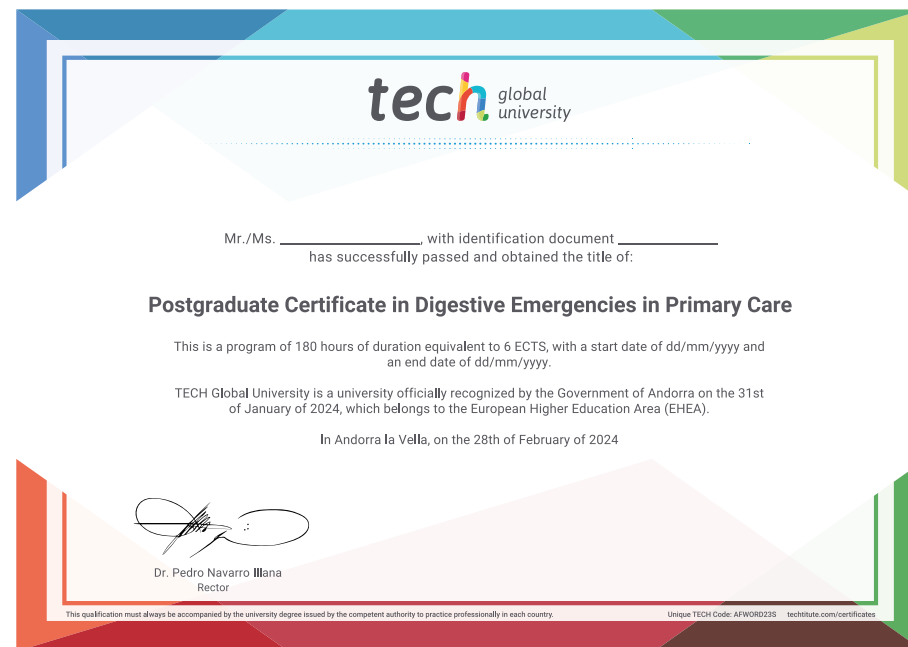 tech global
university
Mr./Ms. ____________, with identification document ____________
has successfully passed and obtained the title of:
Postgraduate Certificate in Digestive Emergencies in Primary Care
This is a program of 180 hours of duration equivalent to 6 ECTS, with a start date of dd/mm/yyyy and
an end date of dd/mm/yyyy.
TECH Global University is a university officially recognized by the Government of Andorra on the 31st
of January of 2024, which belongs to the European Higher Education Area (EHEA).
In Andorra la Vella, on the 28th of February of 2024
Dr. Pedro Navarro Illana
Rector
This qualification must always be accompanied by the university degree issued by the competent authority to practice professionally in each country.
Unique TECH Code: AFWORD23S techtitute.com/certificates